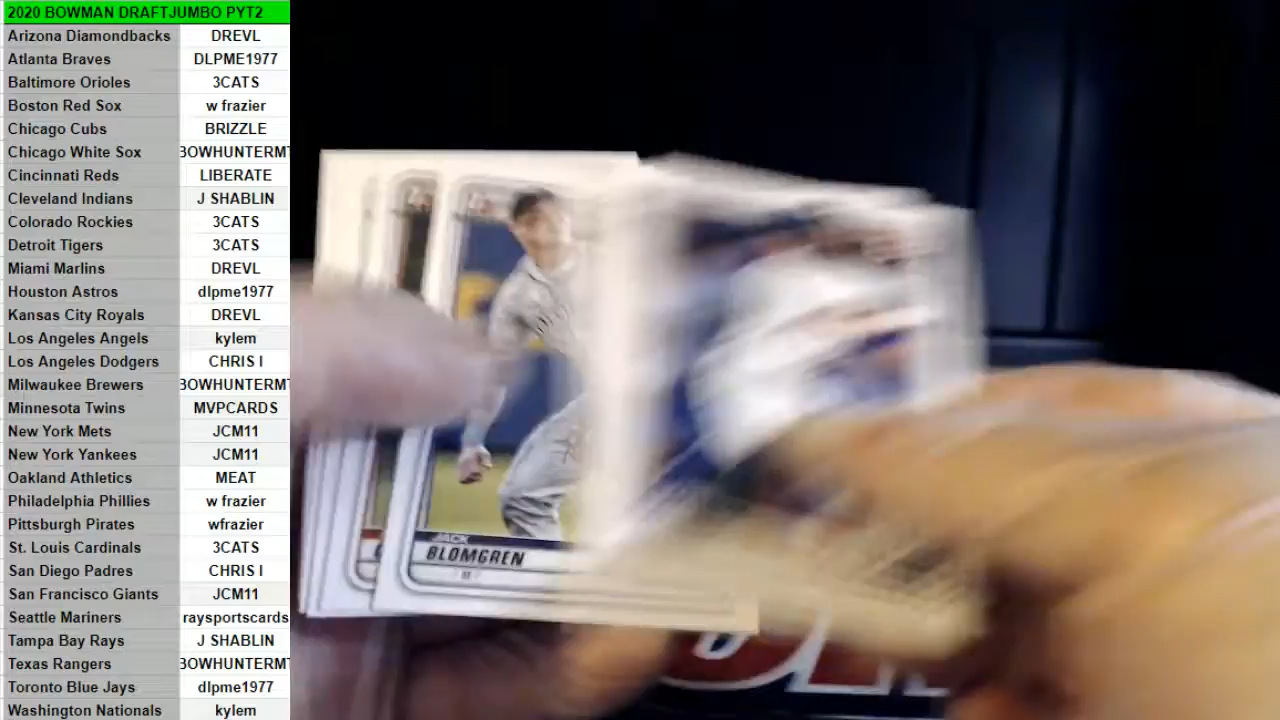 2020 BOWMAN DRAFTJUMBO PYT2
Arizona Diamondbacks DREVL
Atlanta Braves DLPME1977
Baltimore Orioles 3CATS
Boston Red Sox w frazier
Chicago Cubs BRIZZLE
Chicago White Sox BOWHUNTERMT
Cincinnati Reds LIBERATE
Cleveland Indians J SHABLIN
Colorado Rockies 3CATS
Detroit Tigers 3CATS
Miami Marlins DREVL
Houston Astros dlpme1977
Kansas City Royals DREVL
Los Angeles Angels kylem
Los Angeles Dodgers CHRIS I
Milwaukee Brewers BOWHUNTERMT
Minnesota Twins MVPCARDS
New York Mets JCM11
New York Yankees JCM11
Oakland Athletics MEAT
Philadelphia Phillies w frazier
Pittsburgh Pirates wfrazier
St. Louis Cardinals 3CATS
San Diego Padres CHRIS I
San Francisco Giants JCM11
Seattle Mariners raysportscards
Tampa Bay Rays J SHABLIN
Texas Rangers BOWHUNTERMT
Toronto Blue Jays dlpme1977
Washington Nationals kylem
JACK
BLOMGREN